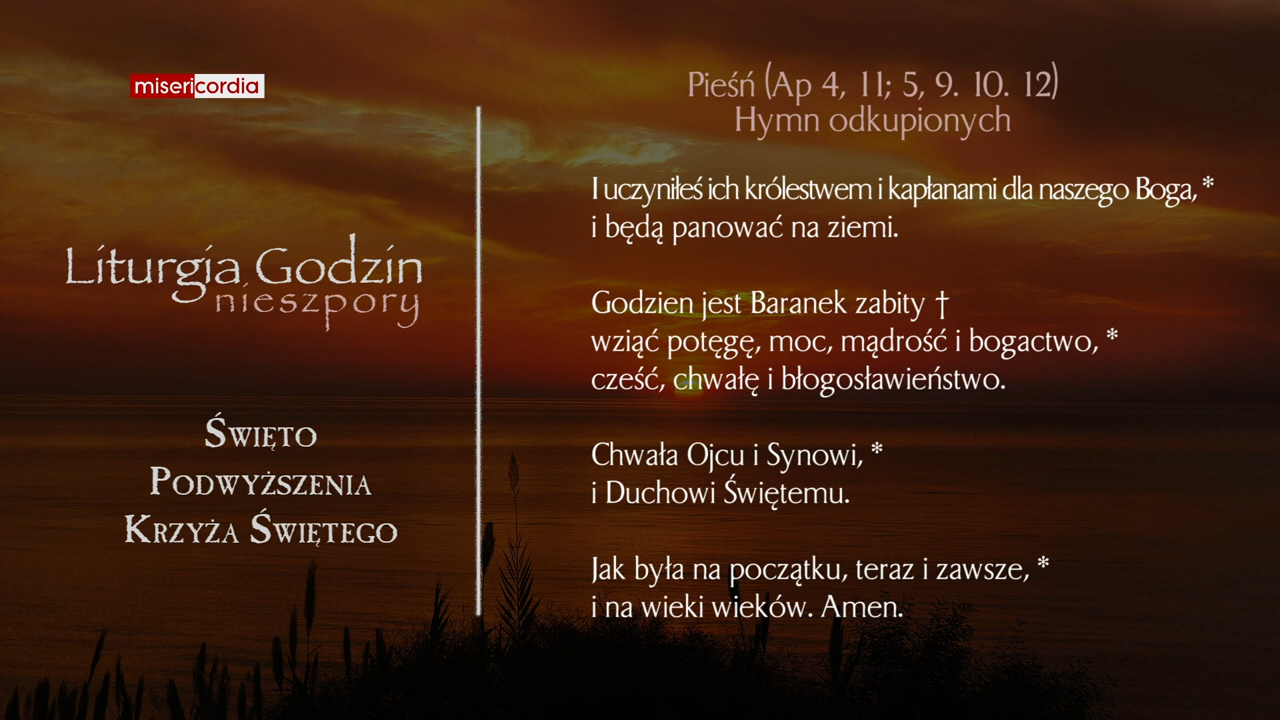 misericordia
Liturgia Godzin
nieszpory
Święto
Podwyższenia
Krzyża Świętego
Pieśń (Ap 4, 11; 5, 9. 10. 12)
Hymn odkupionych
I uczyniłeś ich królestwem i kapłanami dla naszego Boga, *
i będą panować na ziemi.
Godzien jest Baranek zabity †
wziąć potęgę, moc, mądrość i bogactwo, *
cześć, chwałę i błogosławieństwo.
Chwała Ojcu i Synowi, *
i Duchowi Świętemu.
Jak była na początku, teraz i zawsze, *
i na wieki wieków. Amen.